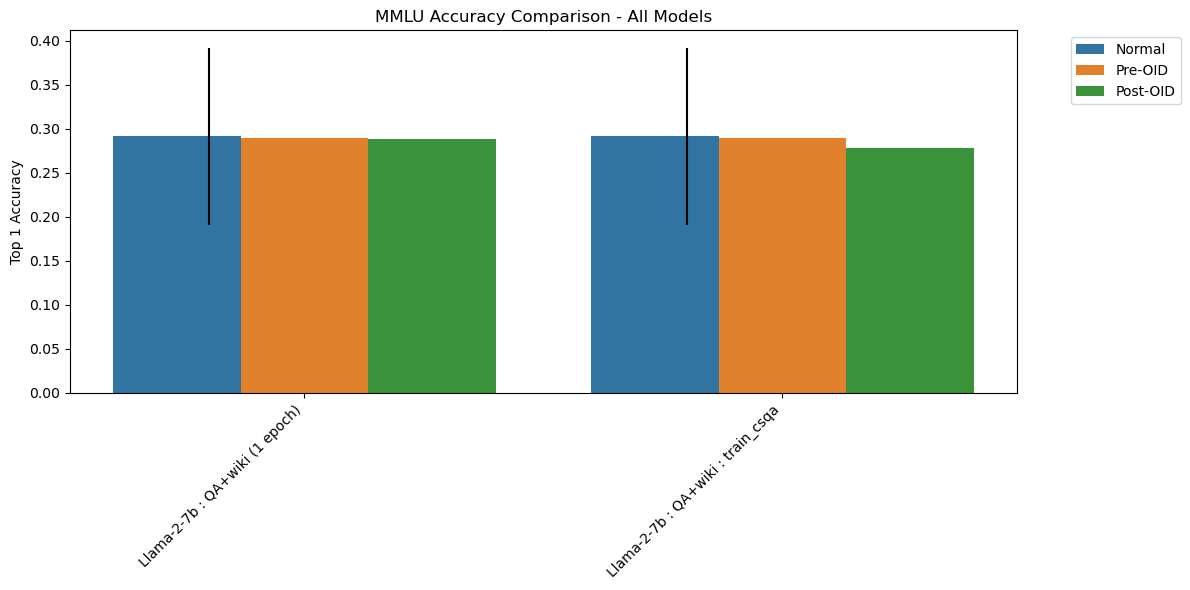 MMLU Accuracy Comparison - All Models
Normal
Pre-OID
Post-OID
Top 1 Accuracy
0.40
0.35
0.30
0.25
0.20
0.15
0.10
0.05
0.00
Llama-2-7b : QA+wiki (1 epoch)
Llama-2-7b : QA+wiki : train_csqa